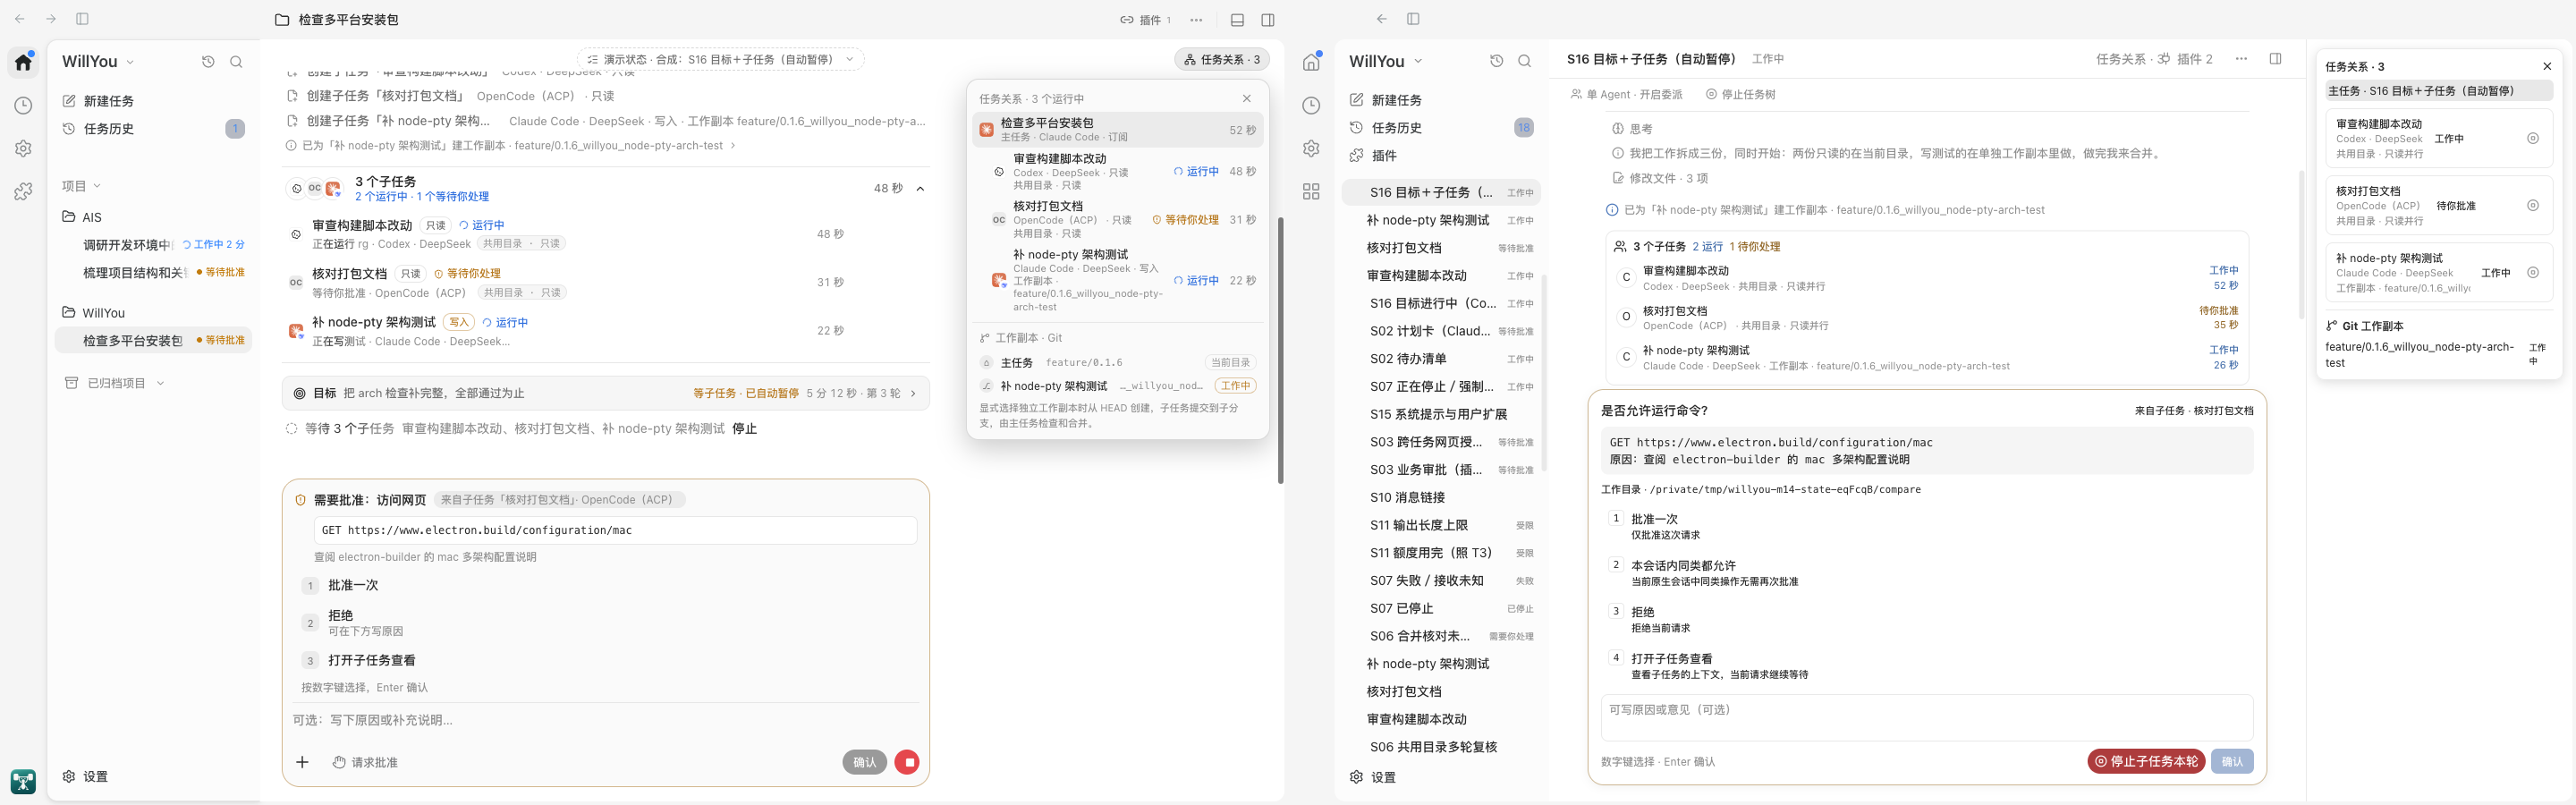 检查多平台安装包
插件 1
WillYou
新建任务
任务历史
1
项目
AIS
调研开发环境中
工作中 2 分
梳理项目结构和关
等待批准
WillYou
检查多平台安装包
等待批准
已归档项目
设置
演示状态 · 合成：S16 目标＋子任务（自动暂停）
任务关系 · 3
创建子任务「审查构建脚本改动」 Codex · DeepSeek · 只读
创建子任务「核对打包文档」 OpenCode（ACP） · 只读
创建子任务「补 node-pty 架构... Claude Code · DeepSeek · 写入 · 工作副本 feature/0.1.6_willyou_node-pty-a...
已为「补 node-pty 架构测试」建工作副本 · feature/0.1.6_willyou_node-pty-arch-test
OC
3 个子任务
2 个运行中 · 1 个等待你处理
48 秒
审查构建脚本改动 只读 运行中
正在运行 rg · Codex · DeepSeek 共用目录 · 只读
48 秒
OC
核对打包文档 只读 等待你处理
等待你批准 · OpenCode（ACP） 共用目录 · 只读
31 秒
补 node-pty 架构测试 写入 运行中
正在写测试 · Claude Code · DeepSeek...
22 秒
目标 把 arch 检查补完整，全部通过为止
等子任务 · 已自动暂停 5 分 12 秒 · 第 3 轮
等待 3 个子任务 审查构建脚本改动、核对打包文档、补 node-pty 架构测试 停止
需要批准：访问网页 来自子任务「核对打包文档」· OpenCode（ACP）
GET https://www.electron.build/configuration/mac
查阅 electron-builder 的 mac 多架构配置说明
1 批准一次
2 拒绝
可在下方写原因
3 打开子任务查看
按数字键选择，Enter 确认
可选：写下原因或补充说明...
请求批准
确认
任务关系 · 3 个运行中
检查多平台安装包
主任务 · Claude Code · 订阅
52 秒
审查构建脚本改动
Codex · DeepSeek · 只读
共用目录 · 只读
运行中 48 秒
OC
核对打包文档
OpenCode（ACP） · 只读
共用目录 · 只读
等待你处理 31 秒
补 node-pty 架构测试
Claude Code · DeepSeek · 写入
工作副本 ·
feature/0.1.6_willyou_node-pty-
arch-test
运行中 22 秒
工作副本 · Git
主任务 feature/0.1.6 当前目录
补 node-pty 架构测试 …_willyou_nod... 工作中
显式选择独立工作副本时从 HEAD 创建，子任务提交到子分
支，由主任务检查和合并。
WillYou
新建任务
任务历史
18
插件
S16 目标＋子任务（... 工作中
补 node-pty 架构测试 工作中
核对打包文档 等待批准
审查构建脚本改动 工作中
S16 目标进行中（Co... 工作中
S02 计划卡（Claud... 等待批准
S02 待办清单 工作中
S07 正在停止 / 强制... 工作中
S15 系统提示与用户扩展
S03 跨任务网页授... 等待批准
S03 业务审批（插... 等待批准
S10 消息链接
S11 输出长度上限 受限
S11 额度用完（照 T3） 受限
S07 失败 / 接收未知 失败
S07 已停止 已停止
S06 合并核对未... 需要你处理
补 node-pty 架构测试
核对打包文档
审查构建脚本改动
S06 共用目录多轮复核
设置
S16 目标＋子任务（自动暂停） 工作中
任务关系 · 3 插件 2
单 Agent · 开启委派
停止任务树
思考
我把工作拆成三份，同时开始：两份只读的在当前目录，写测试的在单独工作副本里做，做完我来合并。
修改文件 · 3 项
已为「补 node-pty 架构测试」建工作副本 · feature/0.1.6_willyou_node-pty-arch-test
3 个子任务 2 运行 1 待你处理
C
审查构建脚本改动
Codex · DeepSeek · 共用目录 · 只读并行
工作中
52 秒
O
核对打包文档
OpenCode（ACP） · 共用目录 · 只读并行
待你批准
35 秒
C
补 node-pty 架构测试
Claude Code · DeepSeek · 工作副本 · feature/0.1.6_willyou_node-pty-arch-test
工作中
26 秒
是否允许运行命令？
来自子任务 · 核对打包文档
GET https://www.electron.build/configuration/mac
原因：查阅 electron-builder 的 mac 多架构配置说明
工作目录 · /private/tmp/willyou-m14-state-eqFcqB/compare
1 批准一次
仅批准这次请求
2 本会话内同类都允许
当前原生会话中同类操作无需再次批准
3 拒绝
拒绝当前请求
4 打开子任务查看
查看子任务的上下文，当前请求继续等待
可写原因或意见（可选）
数字键选择 · Enter 确认
停止子任务本轮
确认
任务关系 · 3
主任务 · S16 目标＋子任务（自动暂停）
审查构建脚本改动
Codex · DeepSeek 工作中
共用目录 · 只读并行
核对打包文档
OpenCode（ACP） 待你批准
共用目录 · 只读并行
补 node-pty 架构测试
Claude Code · DeepSeek 工作中
工作副本 · feature/0.1.6_willy
Git 工作副本
feature/0.1.6_willyou_node-pty-arch-
test
工作
中